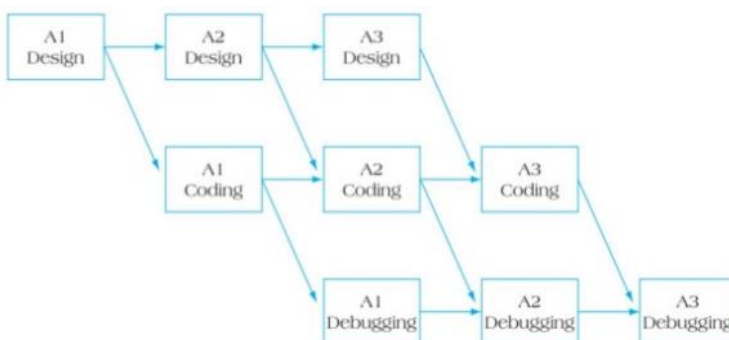 A1
Design
A2
Design
A3
Design
A1
Coding
A2
Coding
A3
Coding
A1
Debugging
A2
Debugging
A3
Debugging